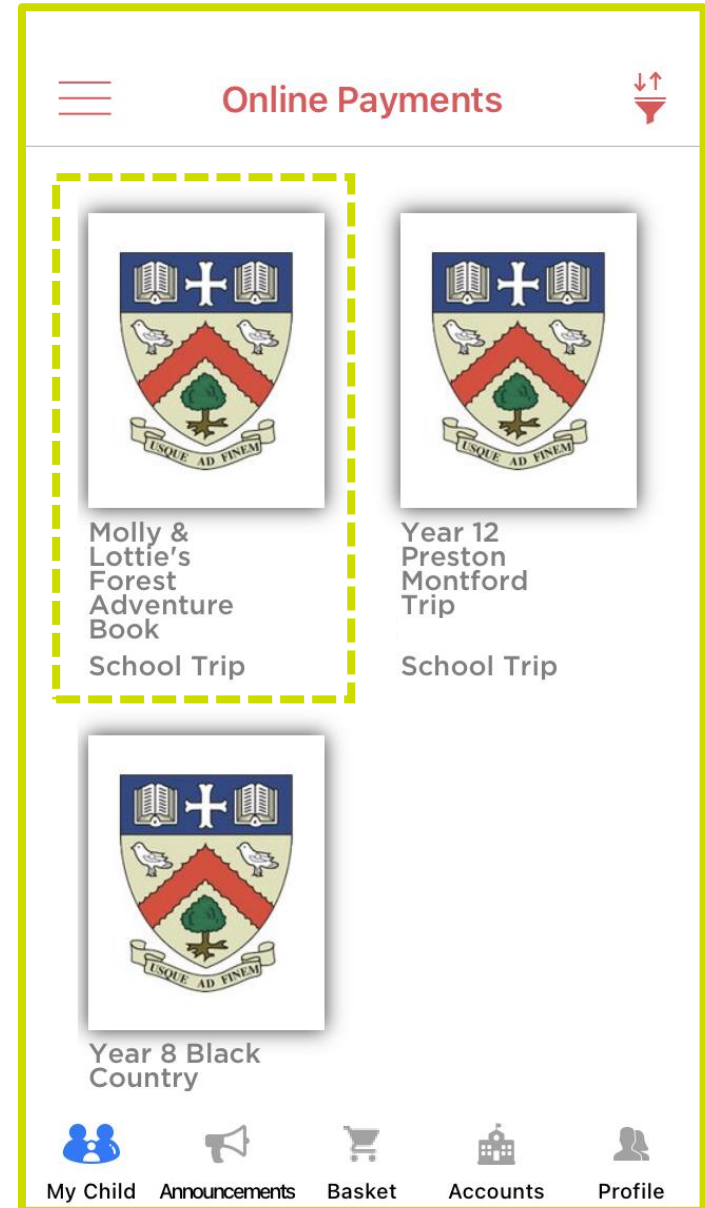 Online Payments
USQUE AD FINEM
USQUE AD FINEM
Molly &
Lottie's
Forest
Adventure
Book
School Trip
Year 12
Preston
Montford
Trip
School Trip
USQUE AD FINEM
Year 8 Black
Country
My Child
Announcements
Basket
Accounts
Profile